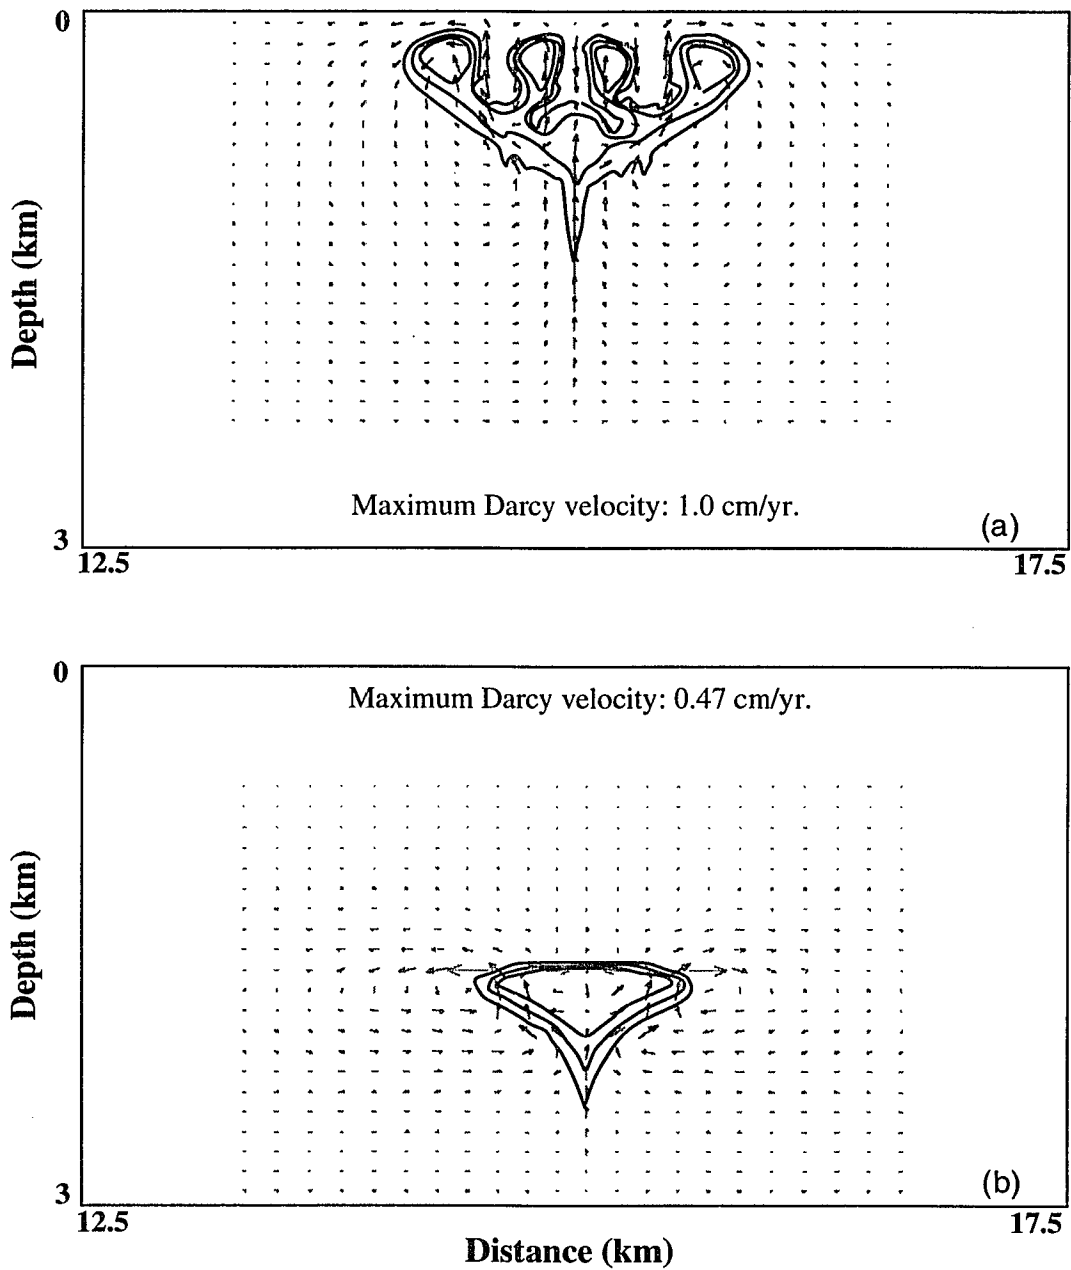 0
Depth (km)
Maximum Darcy velocity: 1.0 cm/yr.
(a)
3
12.5
17.5
0
Maximum Darcy velocity: 0.47 cm/yr.
Depth (km)
(b)
3
12.5
17.5
Distance (km)